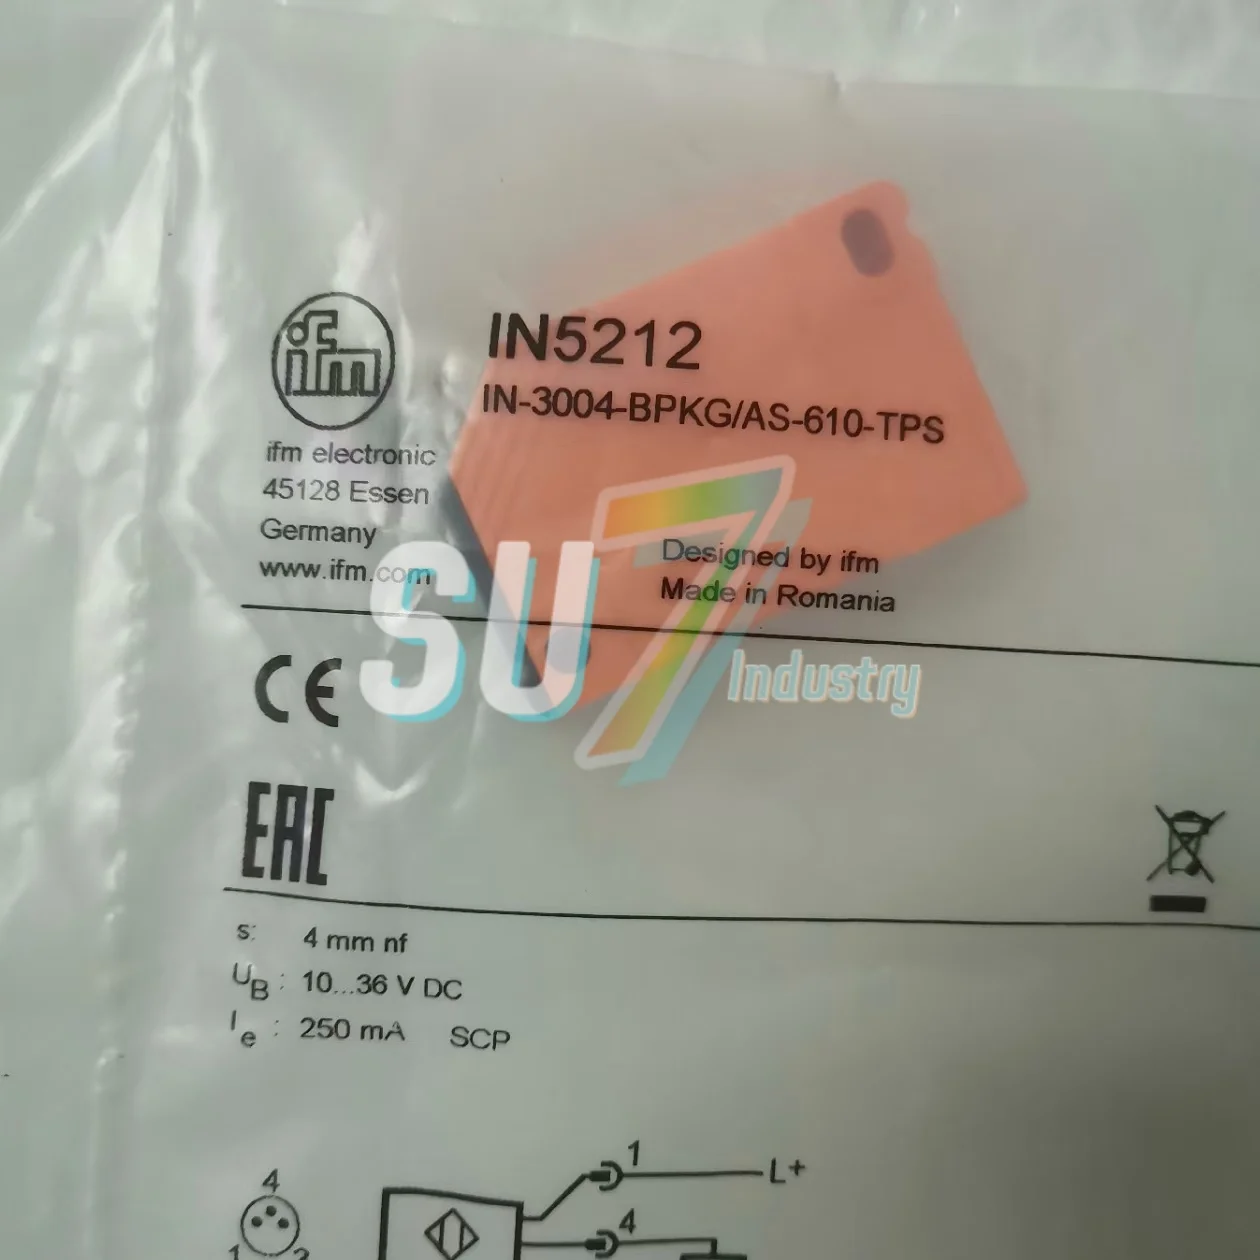 ifm
IN5212
IN-3004-BPKG/AS-610-TPS
ifm electronic
45128 Essen
Germany
www.ifm.com
Designed by ifm
Made in Romania
SU7
Industry
CE
EAC
s: 4 mm nf
UB: 10...36 V DC
Ie: 250 mA SCP
4
1
3
1
L+
4